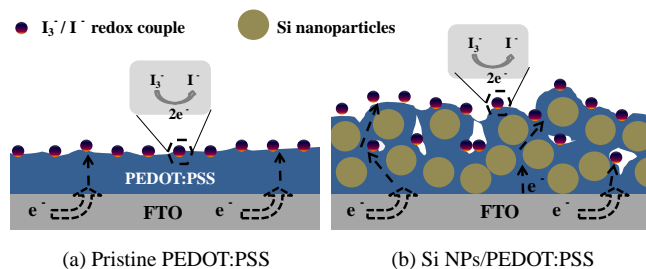 I₃⁻/ I⁻ redox couple
Si nanoparticles
I₃⁻ I⁻
2e⁻
PEDOT:PSS
e⁻ FTO e⁻
(a) Pristine PEDOT:PSS
I₃⁻ I⁻
2e⁻
e⁻
e⁻ FTO e⁻
(b) Si NPs/PEDOT:PSS